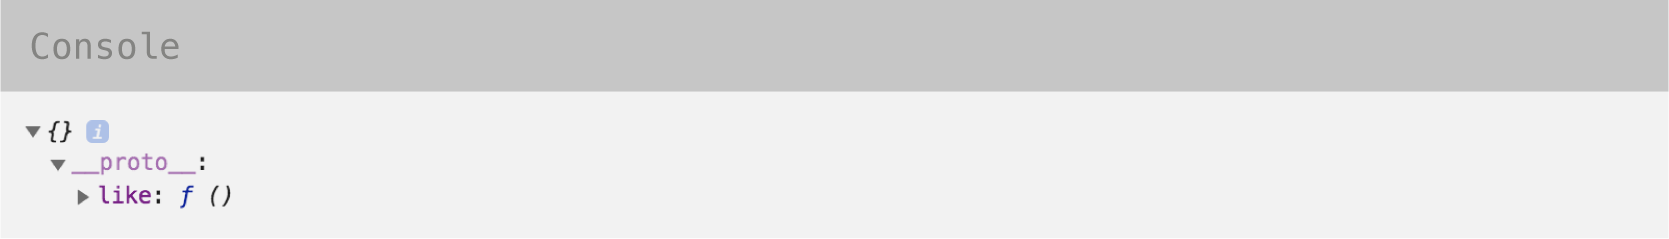 Console
▼ {} i
▼ __proto__:
▶ like: ƒ ()